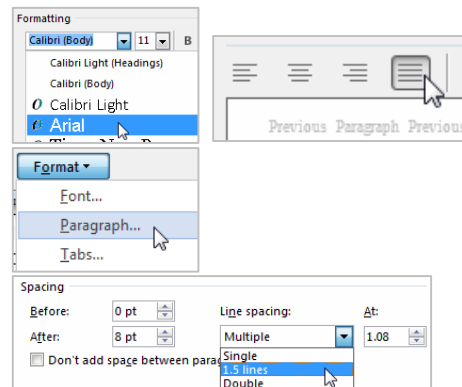 Formatting
Calibri (Body) 11 B
Calibri Light (Headings)
Calibri (Body)
O Calibri Light
Arial
Previous Paragraph Previous
Format
Font...
Paragraph...
Tabs...
Spacing
Before: 0 pt Line spacing: At:
After: 8 pt Multiple 1.08
Don't add space between
Single
1.5 lines
Double